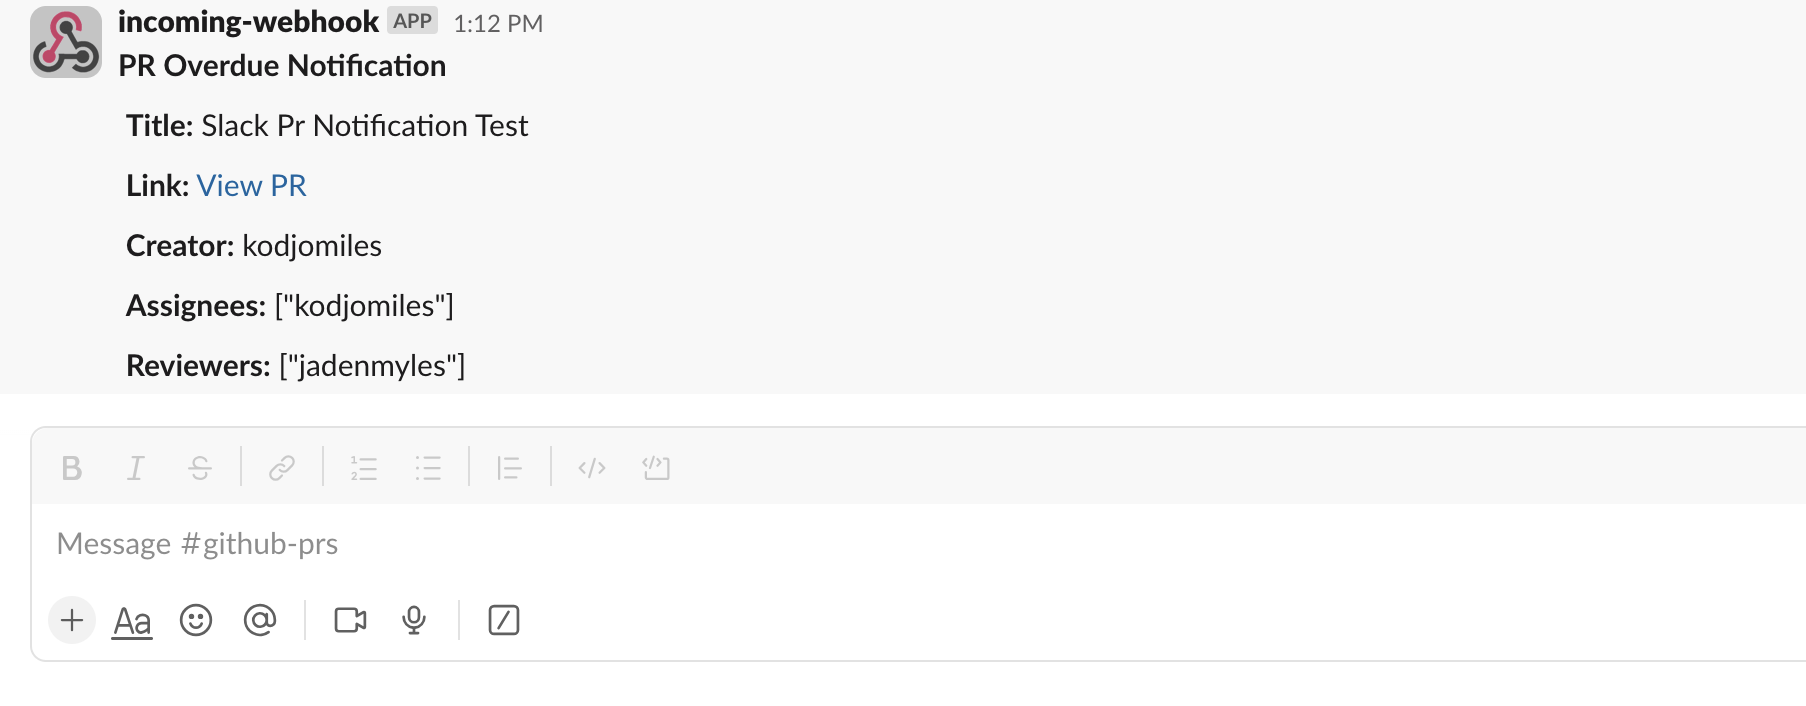 incoming-webhook APP 1:12 PM
PR Overdue Notification
Title: Slack Pr Notification Test
Link: View PR
Creator: kodjomiles
Assignees: ["kodjomiles"]
Reviewers: ["jadenmyles"]
Message #github-prs
Aa